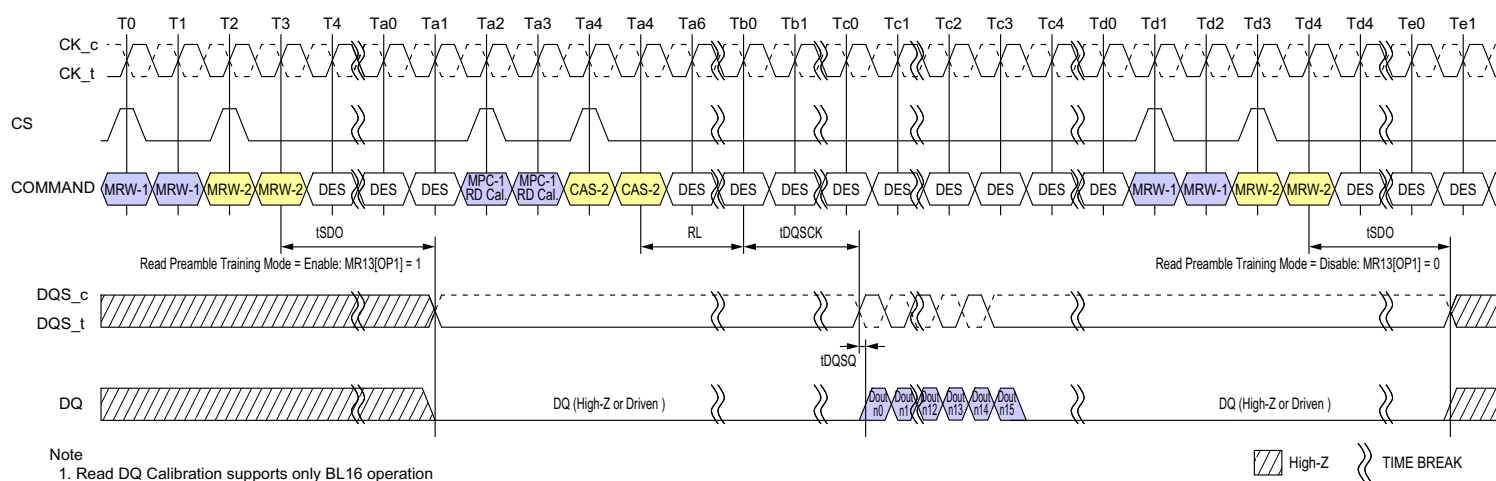 T0 T1 T2 T3 T4 Ta0 Ta1 Ta2 Ta3 Ta4 Ta4 Ta6 Tb0 Tb1 Tc0 Tc1 Tc2 Tc3 Tc4 Td0 Td1 Td2 Td3 Td4 Td4 Te0 Te1
CK_c
CK_t
CS
COMMAND MRW-1 MRW-1 MRW-2 MRW-2 DES DES DES MPC-1 RD Cal. MPC-1 RD Cal. CAS-2 CAS-2 DES DES DES DES DES DES DES DES DES MRW-1 MRW-1 MRW-2 MRW-2 DES DES DES
tSDO RL tDQSCK tSDO
Read Preamble Training Mode = Enable: MR13[OP1] = 1 Read Preamble Training Mode = Disable: MR13[OP1] = 0
DQS_c
DQS_t
tDQSQ
DQ DQ (High-Z or Driven ) Dout n0 Dout n1 Dout n12 Dout n13 Dout n14 Dout n15 DQ (High-Z or Driven )
Note
1. Read DQ Calibration supports only BL16 operation
High-Z TIME BREAK